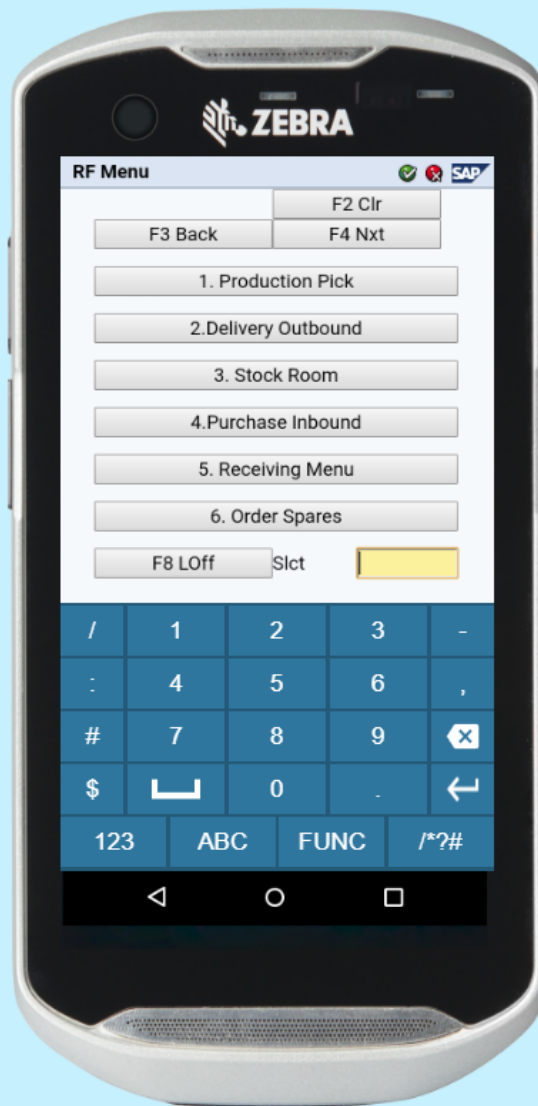 ZEBRA
RF Menu SAP
F2 Clr
F3 Back F4 Nxt
1. Production Pick
2.Delivery Outbound
3. Stock Room
4.Purchase Inbound
5. Receiving Menu
6. Order Spares
F8 LOff Slct
/ 1 2 3 -
: 4 5 6 ,
# 7 8 9
$ 0 .
123 ABC FUNC /*?#